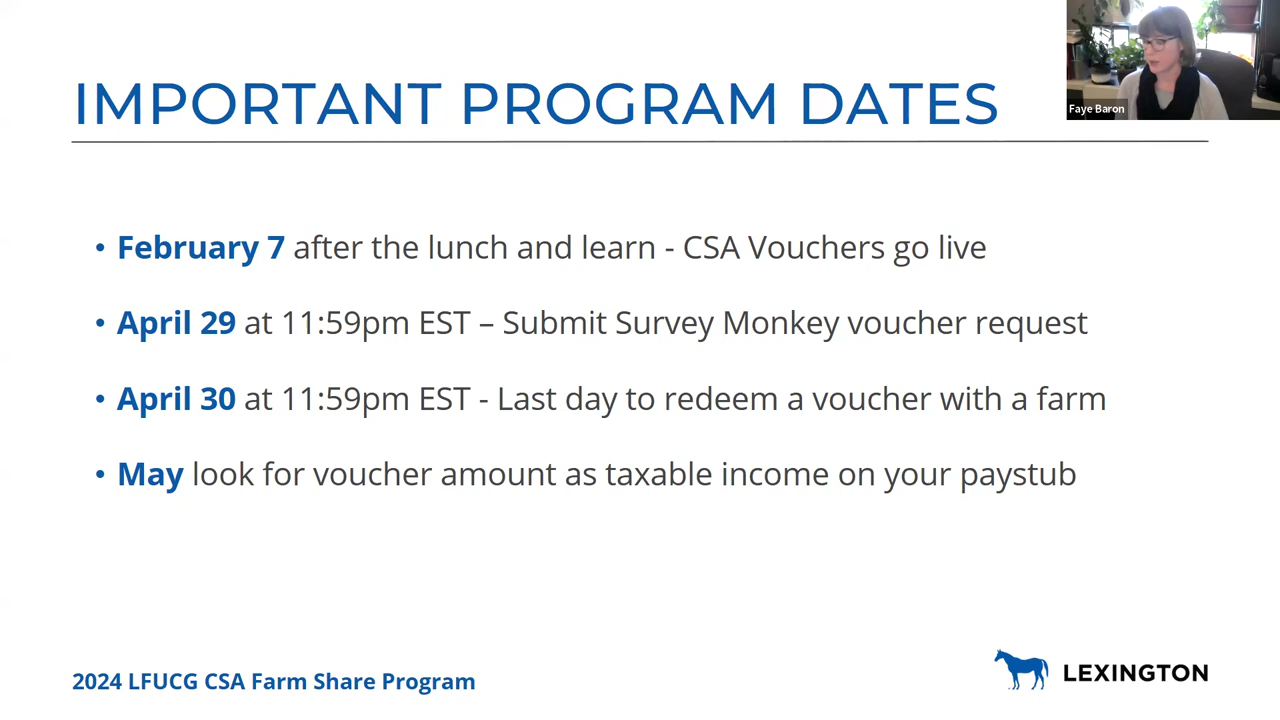 IMPORTANT PROGRAM DATES
Faye Baron
• February 7 after the lunch and learn - CSA Vouchers go live
• April 29 at 11:59pm EST – Submit Survey Monkey voucher request
• April 30 at 11:59pm EST - Last day to redeem a voucher with a farm
• May look for voucher amount as taxable income on your paystub
2024 LFUCG CSA Farm Share Program
LEXINGTON